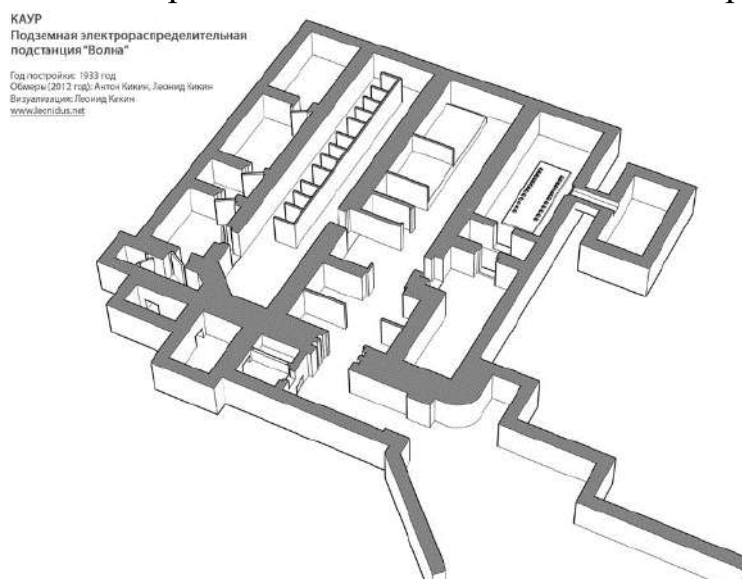 КАУР
Подземная электрораспределительная
подстанция "Волна"
Год постройки: 1933 год
Обмеры (2012 год): Антон Кикин, Леонид Кикин
Визуализация: Леонид Кикин
www.leonidus.net